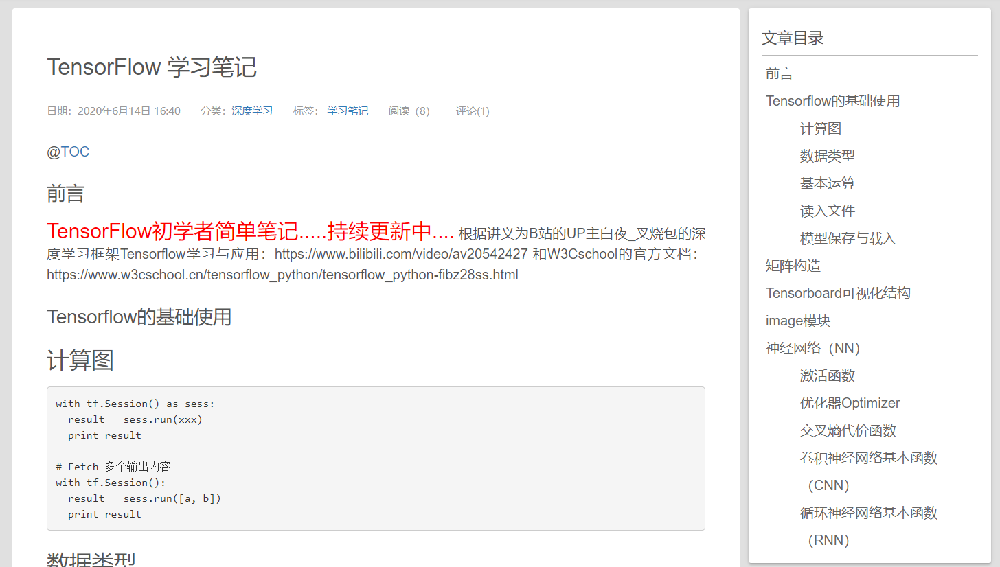 TensorFlow 学习笔记
日期：2020年6月14日 16:40 分类：深度学习 标签： 学习笔记 阅读（8） 评论(1)
@TOC
前言
TensorFlow初学者简单笔记.....持续更新中.... 根据讲义为B站的UP主白夜_叉烧包的深
度学习框架Tensorflow学习与应用：https://www.bilibili.com/video/av20542427 和W3Cschool的官方文档：
https://www.w3cschool.cn/tensorflow_python/tensorflow_python-fibz28ss.html
Tensorflow的基础使用
计算图
with tf.Session() as sess:
  result = sess.run(xxx)
  print result
# Fetch 多个输出内容
with tf.Session():
  result = sess.run([a, b])
  print result
数据类型
文章目录
前言
Tensorflow的基础使用
计算图
数据类型
基本运算
读入文件
模型保存与载入
矩阵构造
Tensorboard可视化结构
image模块
神经网络（NN）
激活函数
优化器Optimizer
交叉熵代价函数
卷积神经网络基本函数
（CNN）
循环神经网络基本函数
（RNN）